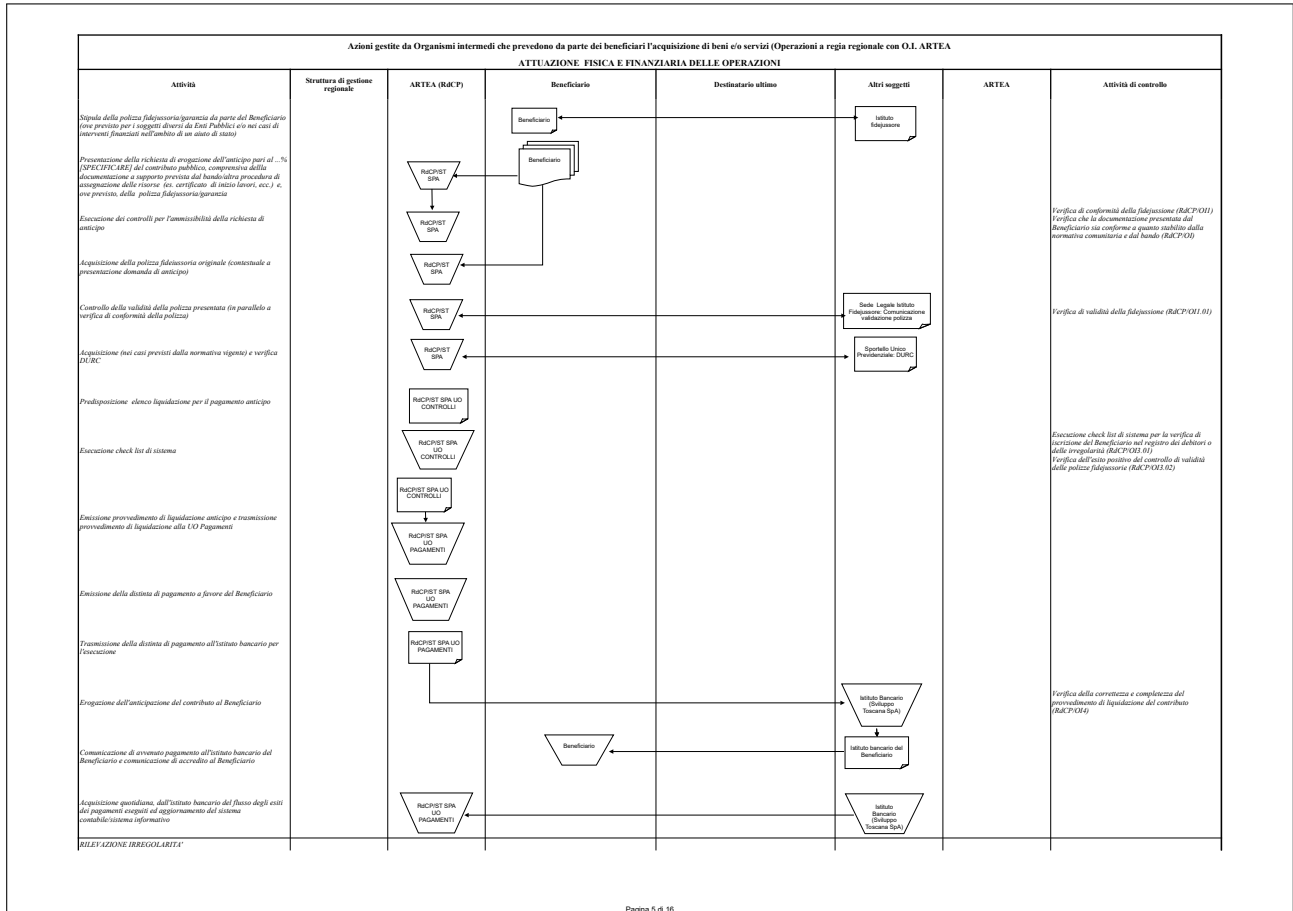 Azioni gestite da Organismi intermedi che prevedono da parte dei beneficiari l'acquisizione di beni e/o servizi (Operazioni a regia regionale con O.I. ARTEA
ATTUAZIONE FISICA E FINANZIARIA DELLE OPERAZIONI
Attività
Struttura di gestione
regionale
ARTEA (RdCP)
Beneficiario
Destinatario ultimo
Altri soggetti
ARTEA
Attività di controllo
Stipula della polizza fidejussoria/garanzia da parte del Beneficiario
(ove previsto per i soggetti diversi da Enti Pubblici e/o nei casi di
interventi finanziati nell'ambito di un aiuto di stato)
Beneficiario
Istituto
fidejussore
Presentazione della richiesta di erogazione dell'anticipo pari al ...%
[SPECIFICARE] del contributo pubblico, comprensiva dellla
documentazione a supporto prevista dal bando/altra procedura di
assegnazione delle risorse (es. certificato di inizio lavori, ecc.) e,
ove previsto, della polizza fidejussoria/garanzia
RdCP/ST
SPA
Beneficiario
Esecuzione dei controlli per l'ammissibilità della richiesta di
anticipo
RdCP/ST
SPA
Verifica di conformità della fidejussione (RdCP/OI1)
Verifica che la documentazione presentata dal
Beneficiario sia conforme a quanto stabilito dalla
normativa comunitaria e dal bando (RdCP/OI)
Acquisizione della polizza fideiussoria originale (contestuale a
presentazione domanda di anticipo)
RdCP/ST
SPA
Controllo della validità della polizza presentata (in parallelo a
verifica di conformità della polizza)
RdCP/ST
SPA
Sede Legale Istituto
Fidejussore: Comunicazione
validazione polizza
Verifica di validità della fidejussione (RdCP/OI1.01)
Acquisizione (nei casi previsti dalla normativa vigente) e verifica
DURC
RdCP/ST
SPA
Sportello Unico
Previdenziale: DURC
Predisposizione elenco liquidazione per il pagamento anticipo
RdCP/ST SPA UO
CONTROLLI
Esecuzione check list di sistema
RdCP/ST SPA
UO
CONTROLLI
Esecuzione check list di sistema per la verifica di
iscrizione del Beneficiario nel registro dei debitori o
delle irregolarità (RdCP/OI3.01)
Verifica dell'esito positivo del controllo di validità
delle polizze fidejussorie (RdCP/OI3.02)
RdCP/ST SPA UO
CONTROLLI
Emissione provvedimento di liquidazione anticipo e trasmissione
provvedimento di liquidazione alla UO Pagamenti
RdCP/ST SPA
UO
PAGAMENTI
Emissione della distinta di pagamento a favore del Beneficiario
RdCP/ST SPA
UO
PAGAMENTI
Trasmissione della distinta di pagamento all'istituto bancario per
l'esecuzione
RdCP/ST SPA UO
PAGAMENTI
Erogazione dell'anticipazione del contributo al Beneficiario
Istituto Bancario
(Sviluppo
Toscana SpA)
Verifica della correttezza e completezza del
provvedimento di liquidazione del contributo
(RdCP/OI4)
Comunicazione di avvenuto pagamento all'istituto bancario del
Beneficiario e comunicazione di accredito al Beneficiario
Beneficiario
Istituto bancario del
Beneficiario
Acquisizione quotidiana, dall'istituto bancario del flusso degli esiti
dei pagamenti eseguiti ed aggiornamento del sistema
contabile/sistema informativo
RdCP/ST SPA
UO
PAGAMENTI
Istituto
Bancario
(Sviluppo
Toscana SpA)
RILEVAZIONE IRREGOLARITA'
Pagina 5 di 16